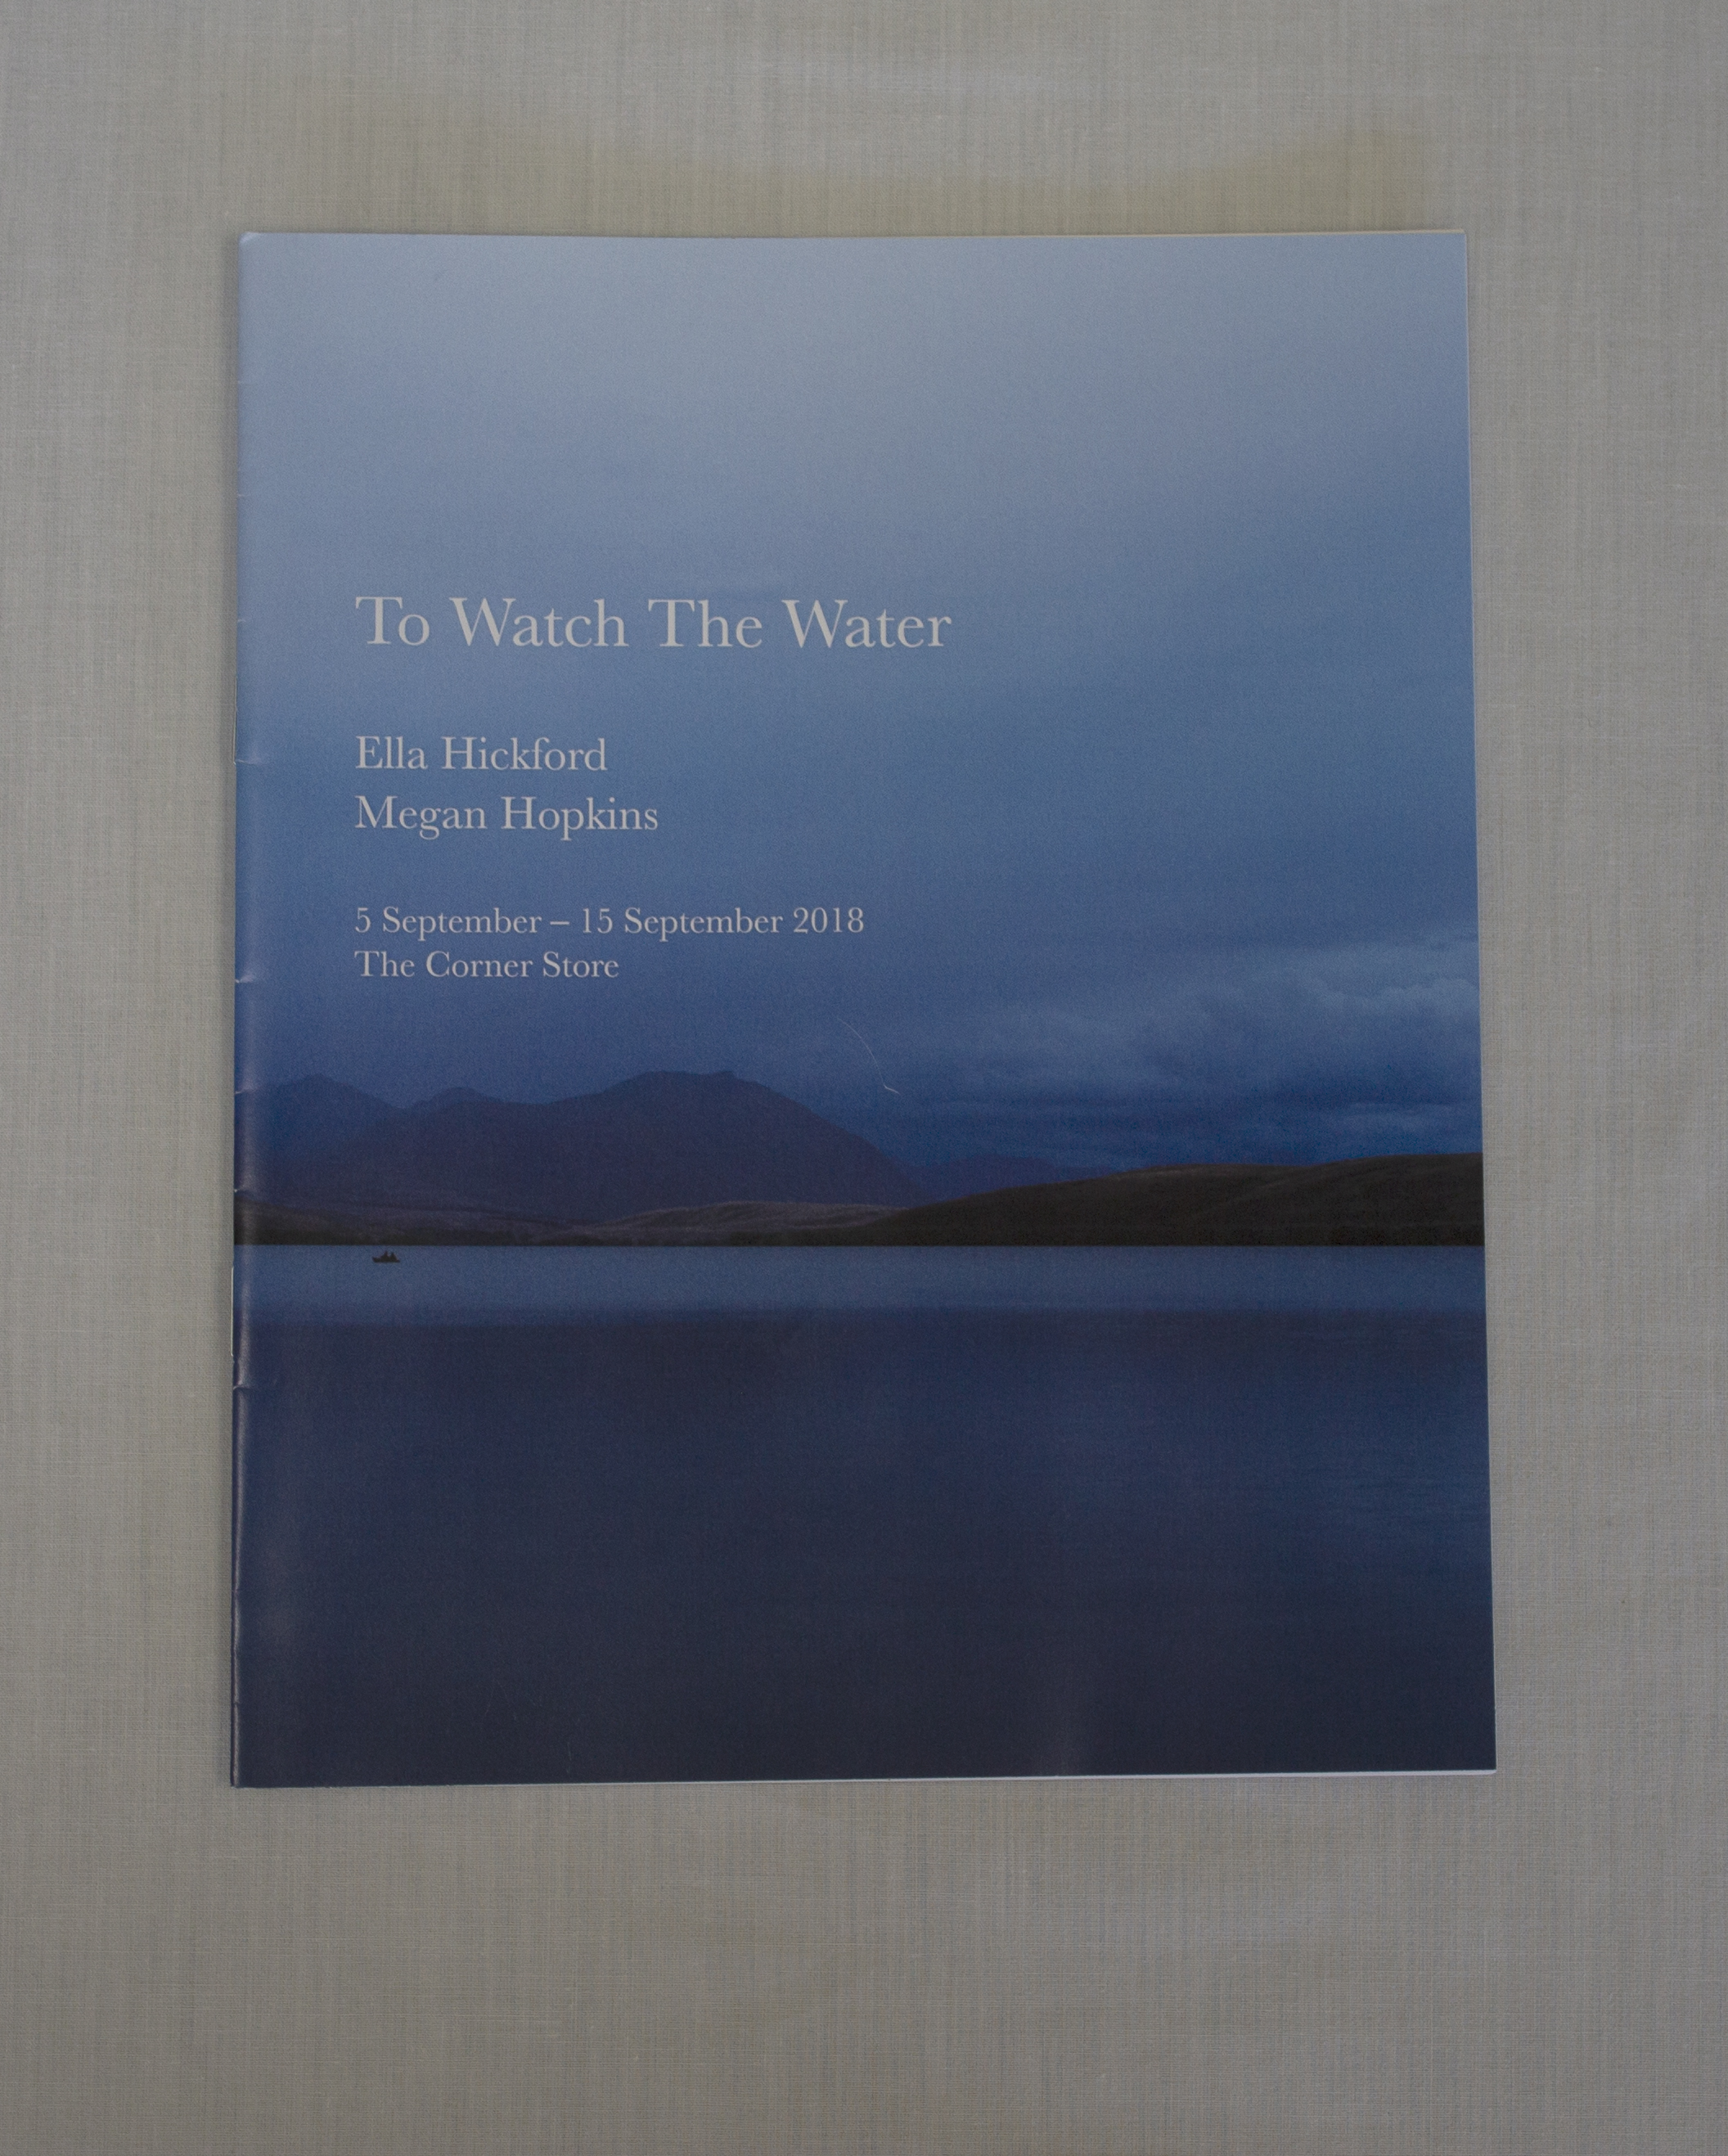 To Watch The Water
Ella Hickford
Megan Hopkins
5 September – 15 September 2018
The Corner Store